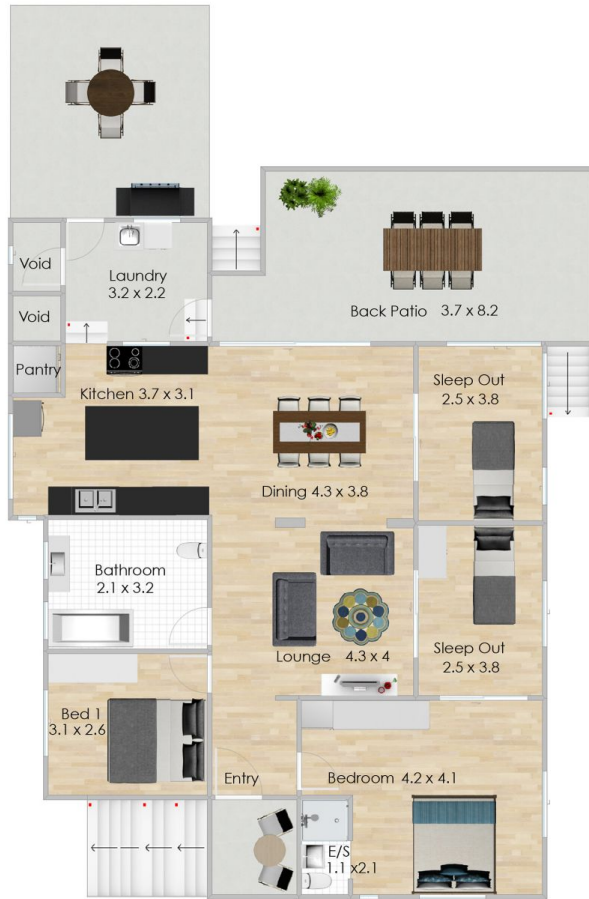 Void
Laundry
3.2 x 2.2
Void
Back Patio 3.7 x 8.2
Pantry
Kitchen 3.7 x 3.1
Sleep Out
2.5 x 3.8
Dining 4.3 x 3.8
Bathroom
2.1 x 3.2
Lounge 4.3 x 4
Sleep Out
2.5 x 3.8
Bed 1
3.1 x 2.6
Entry
Bedroom 4.2 x 4.1
E/S
1.1 x2.1